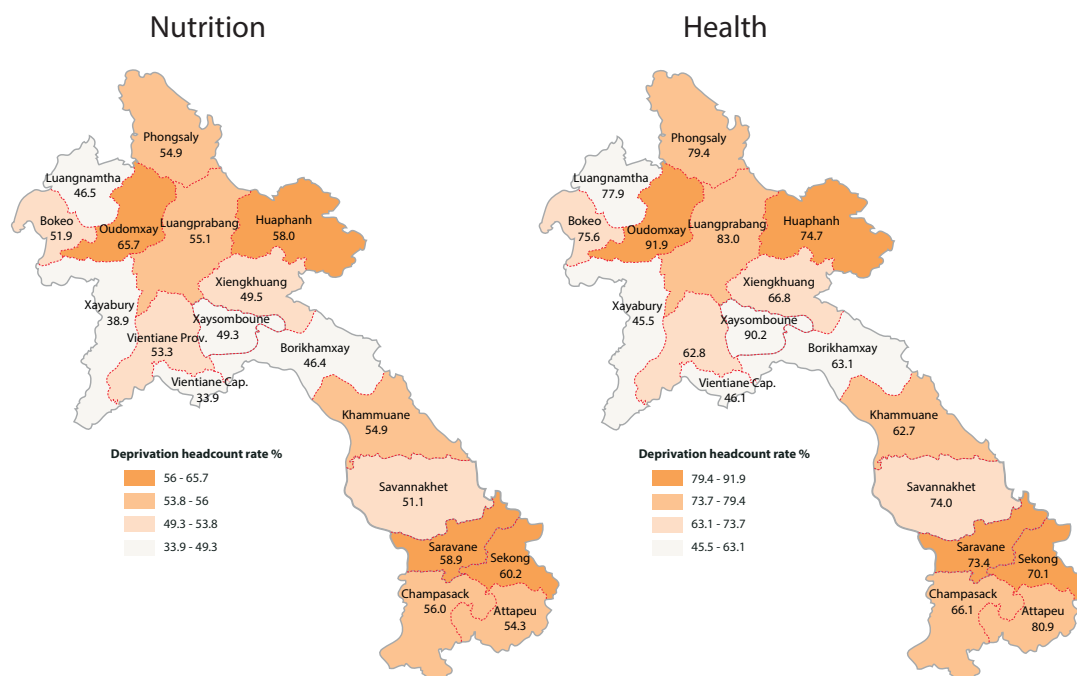 Nutrition
Phongsaly
54.9
Luangnamtha
46.5
Bokeo
51.9
Oudomxay
65.7
Luangprabang
55.1
Huaphanh
58.0
Xiengkhuang
49.5
Xayabury
38.9
Xaysomboune
49.3
Vientiane Prov.
53.3
Borikhamxay
46.4
Vientiane Cap.
33.9
Khammuane
54.9
Savannakhet
51.1
Saravane
58.9
Sekong
60.2
Champasack
56.0
Attapeu
54.3
Deprivation headcount rate %
56 - 65.7
53.8 - 56
49.3 - 53.8
33.9 - 49.3
Health
Phongsaly
79.4
Luangnamtha
77.9
Bokeo
75.6
Oudomxay
91.9
Luangprabang
83.0
Huaphanh
74.7
Xiengkhuang
66.8
Xayabury
45.5
Xaysomboune
90.2
62.8
Borikhamxay
63.1
Vientiane Cap.
46.1
Khammuane
62.7
Savannakhet
74.0
Saravane
73.4
Sekong
70.1
Champasack
66.1
Attapeu
80.9
Deprivation headcount rate %
79.4 - 91.9
73.7 - 79.4
63.1 - 73.7
45.5 - 63.1